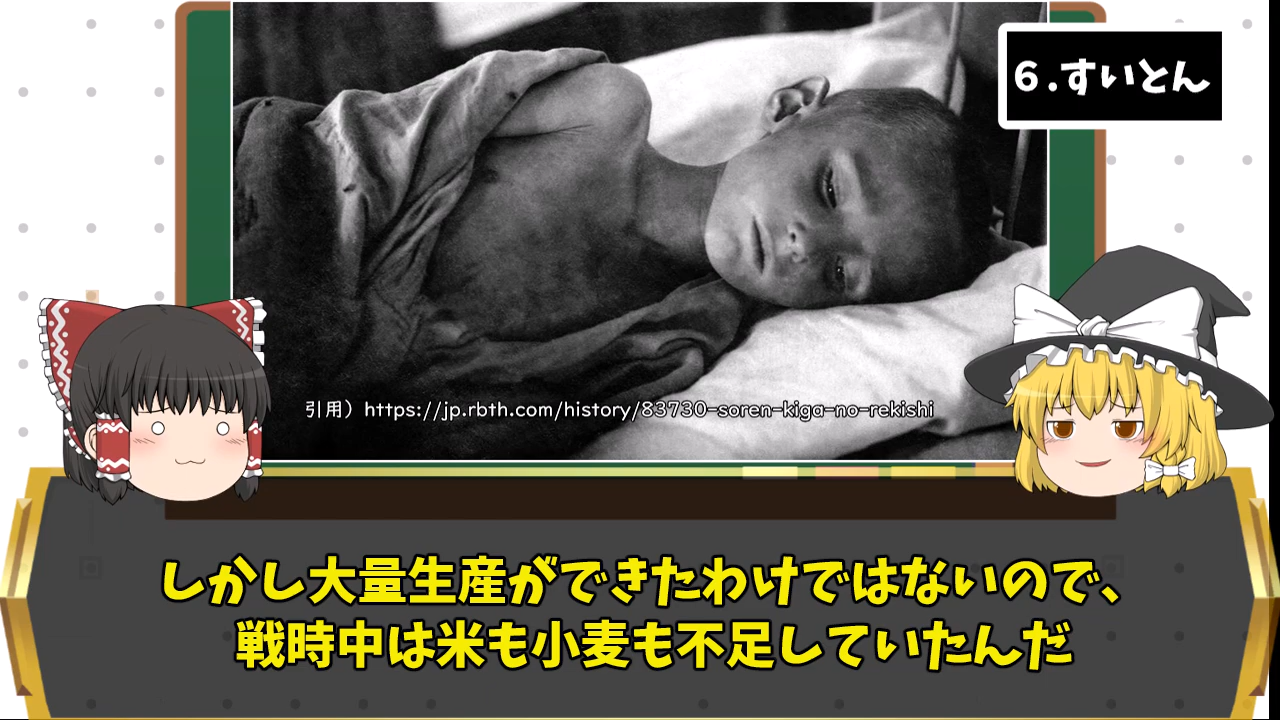 ６.すいとん
引用）https://jp.rbth.com/history/83730-soren-kiga-no-rekishi
しかし大量生産ができたわけではないので、
戦時中は米も小麦も不足していたんだ